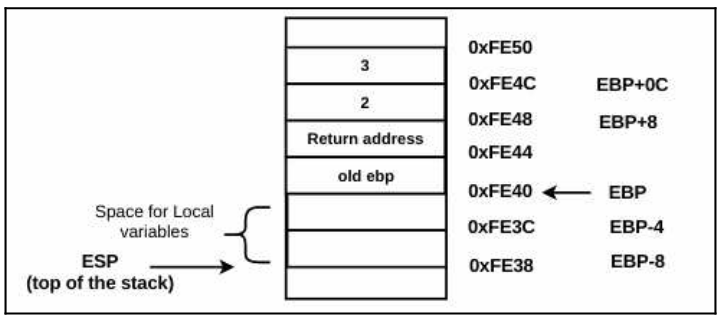 0xFE50
3
0xFE4C EBP+0C
2
0xFE48 EBP+8
Return address
0xFE44
old ebp
0xFE40 EBP
Space for Local
variables
0xFE3C EBP-4
ESP
(top of the stack)
0xFE38 EBP-8